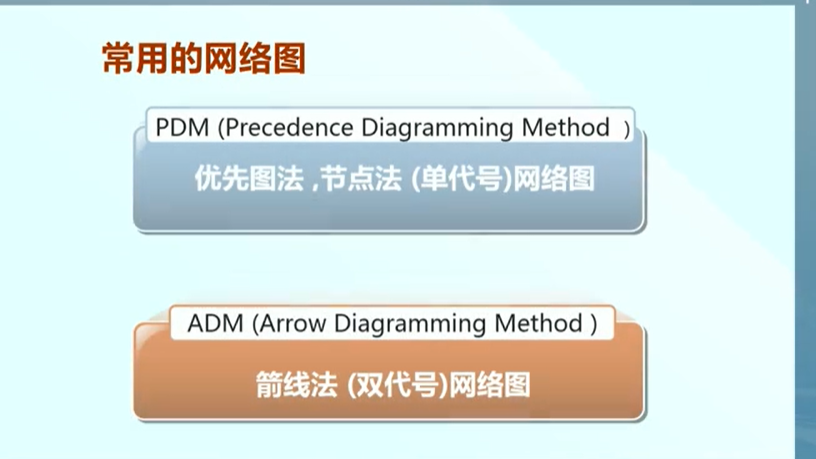 常用的网络图
PDM (Precedence Diagramming Method )
优先图法 ,节点法 (单代号)网络图
ADM (Arrow Diagramming Method )
箭线法 (双代号)网络图